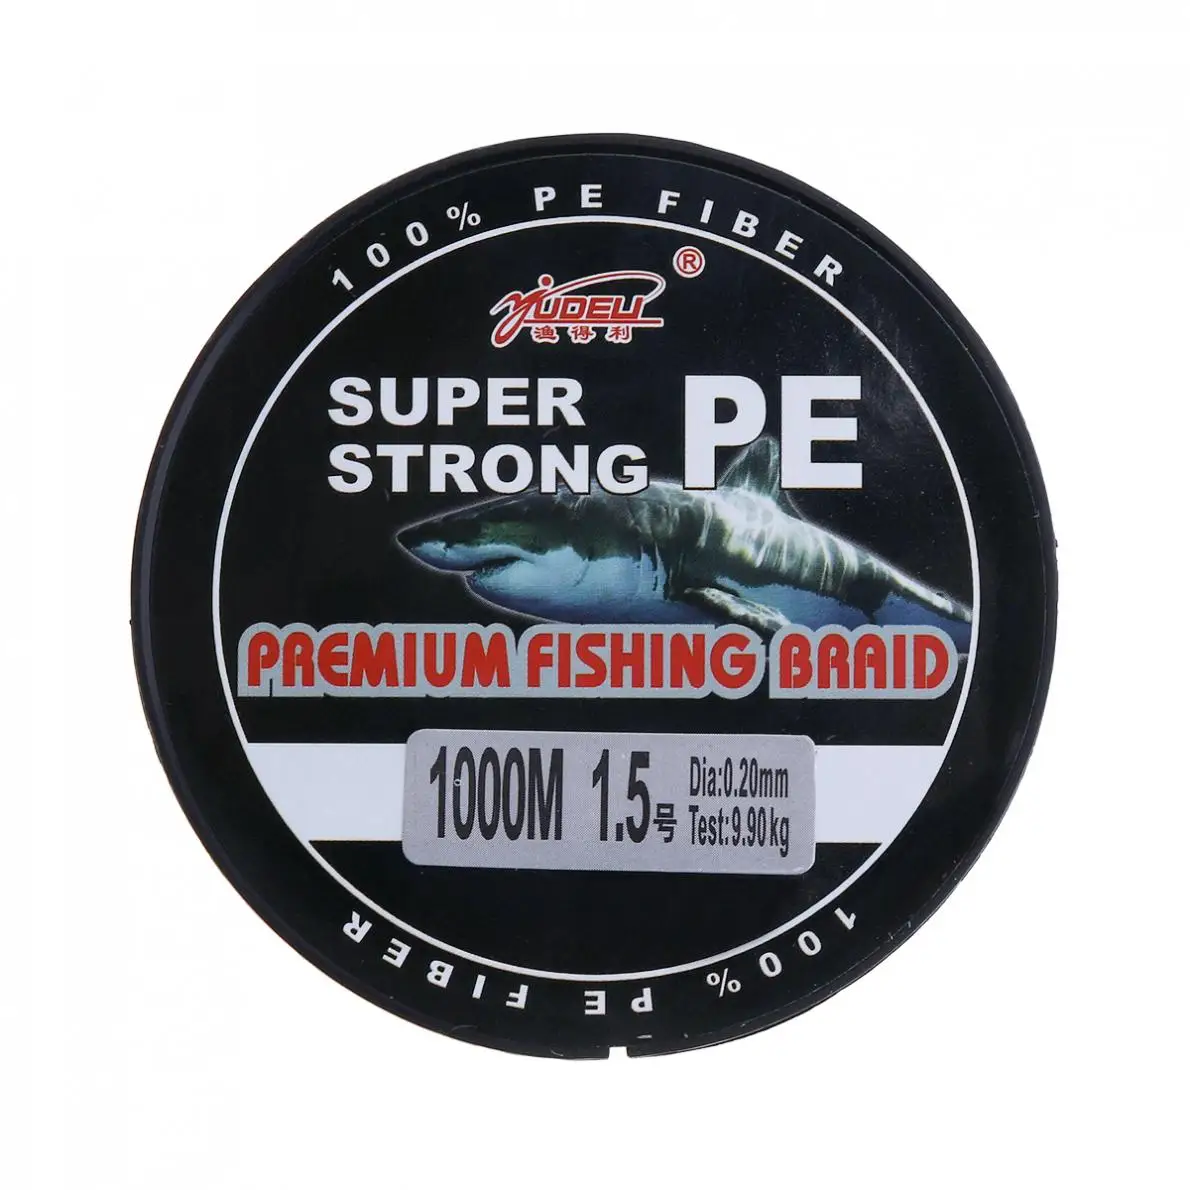 100% PE FIBER
YUDELI ®
渔得利
SUPER
STRONG PE
PREMIUM FISHING BRAID
1000M 1.5号 Dia:0.20mm
Test:9.90kg
100% PE FIBER